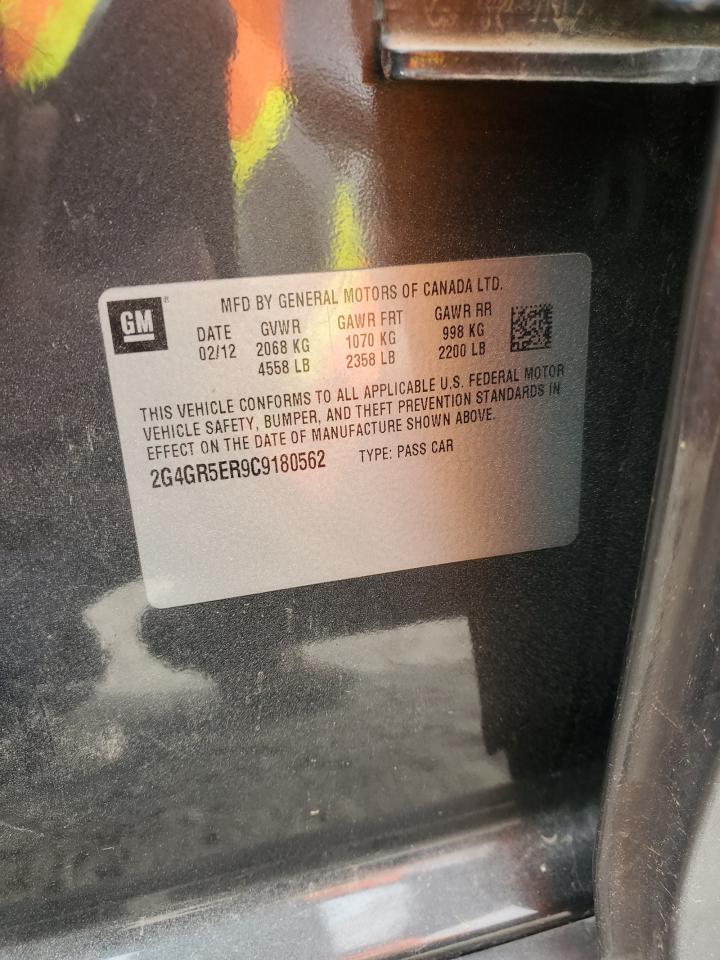 GM
MFD BY GENERAL MOTORS OF CANADA LTD.
DATE GVWR GAWR FRT GAWR RR
02/12 2068 KG 1070 KG 998 KG
4558 LB 2358 LB 2200 LB
THIS VEHICLE CONFORMS TO ALL APPLICABLE U.S. FEDERAL MOTOR
VEHICLE SAFETY, BUMPER, AND THEFT PREVENTION STANDARDS IN
EFFECT ON THE DATE OF MANUFACTURE SHOWN ABOVE.
2G4GR5ER9C9180562 TYPE: PASS CAR